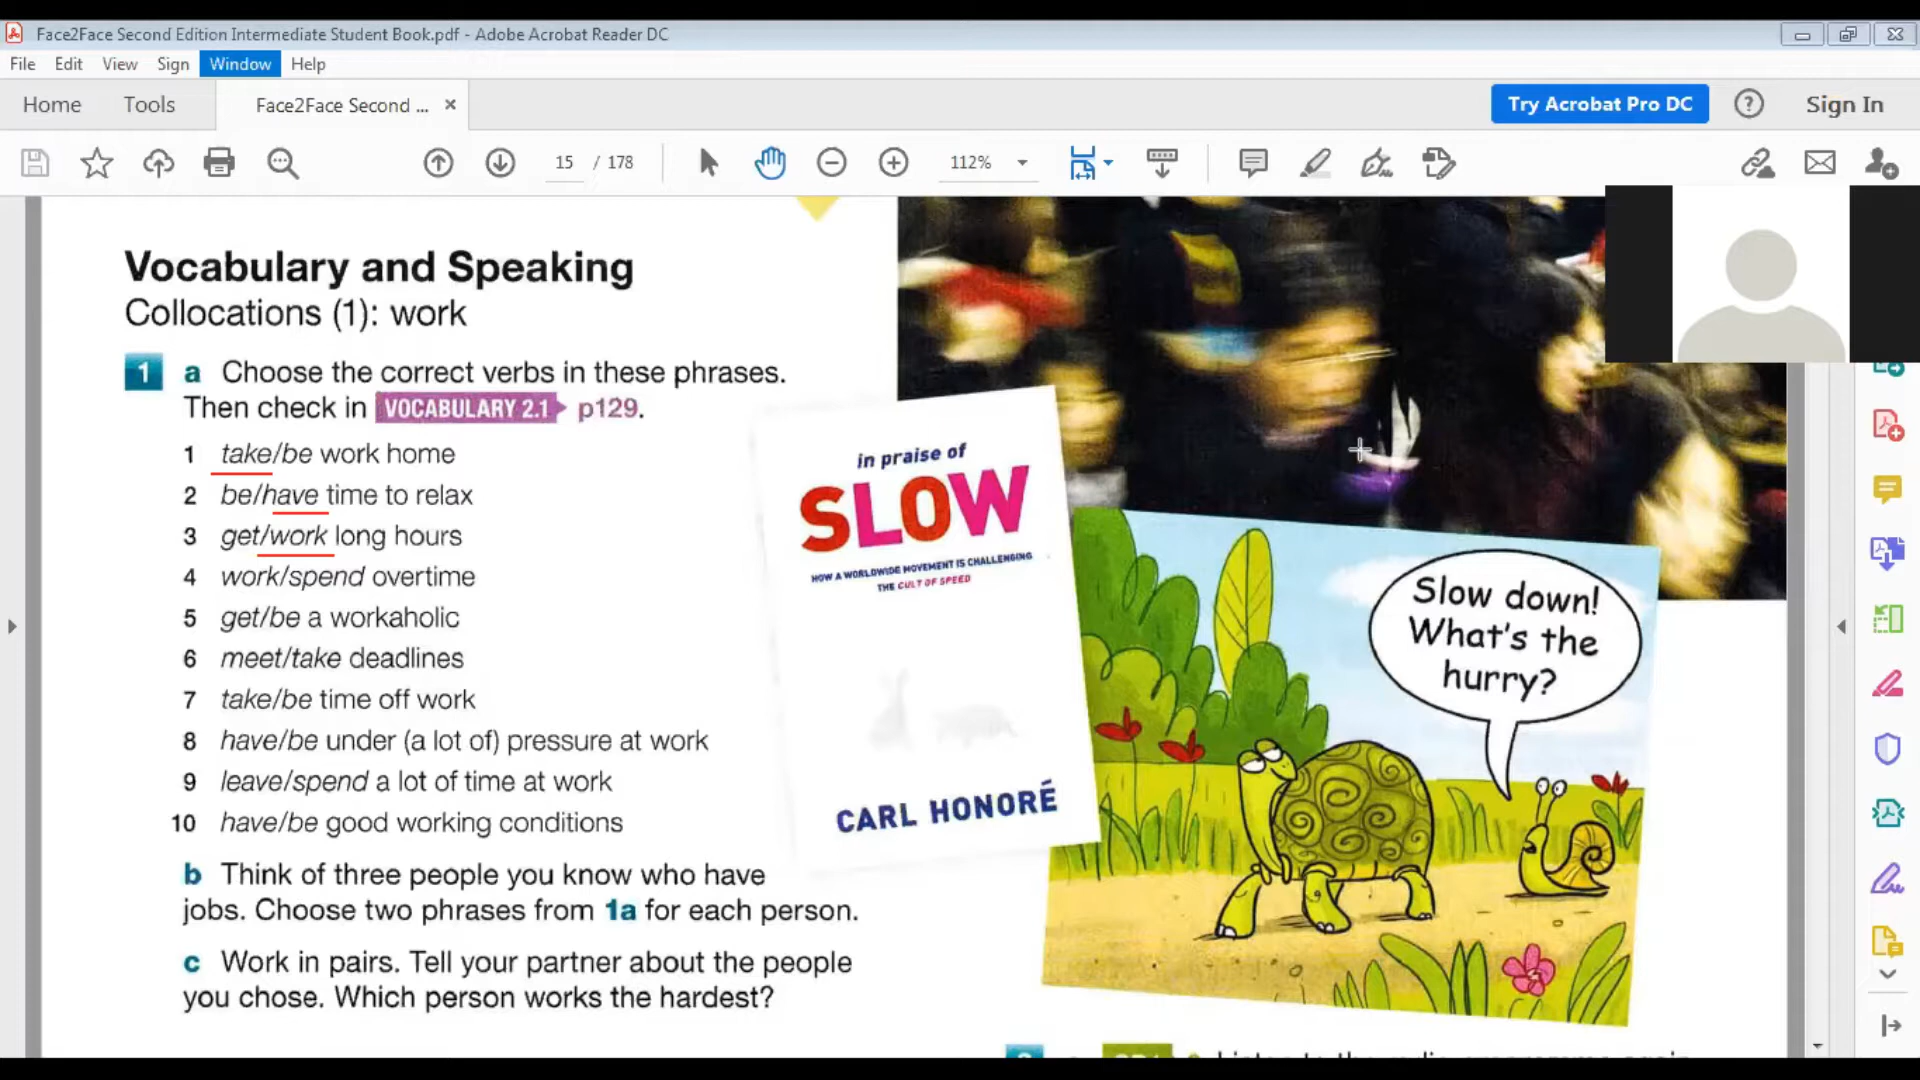 Face2Face Second Edition Intermediate Student Book.pdf - Adobe Acrobat Reader DC
File Edit View Sign Window Help
Home Tools Face2Face Second ... Try Acrobat Pro DC Sign In
15 / 178 112%
Vocabulary and Speaking
Collocations (1): work
1 a Choose the correct verbs in these phrases.
Then check in VOCABULARY 2.1 p129.
1 take/be work home
2 be/have time to relax
3 get/work long hours
4 work/spend overtime
5 get/be a workaholic
6 meet/take deadlines
7 take/be time off work
8 have/be under (a lot of) pressure at work
9 leave/spend a lot of time at work
10 have/be good working conditions
b Think of three people you know who have
jobs. Choose two phrases from 1a for each person.
c Work in pairs. Tell your partner about the people
you chose. Which person works the hardest?
in praise of
SLOW
HOW A WORLDWIDE MOVEMENT IS CHALLENGING
THE CULT OF SPEED
CARL HONORÉ
Slow down!
What's the
hurry?